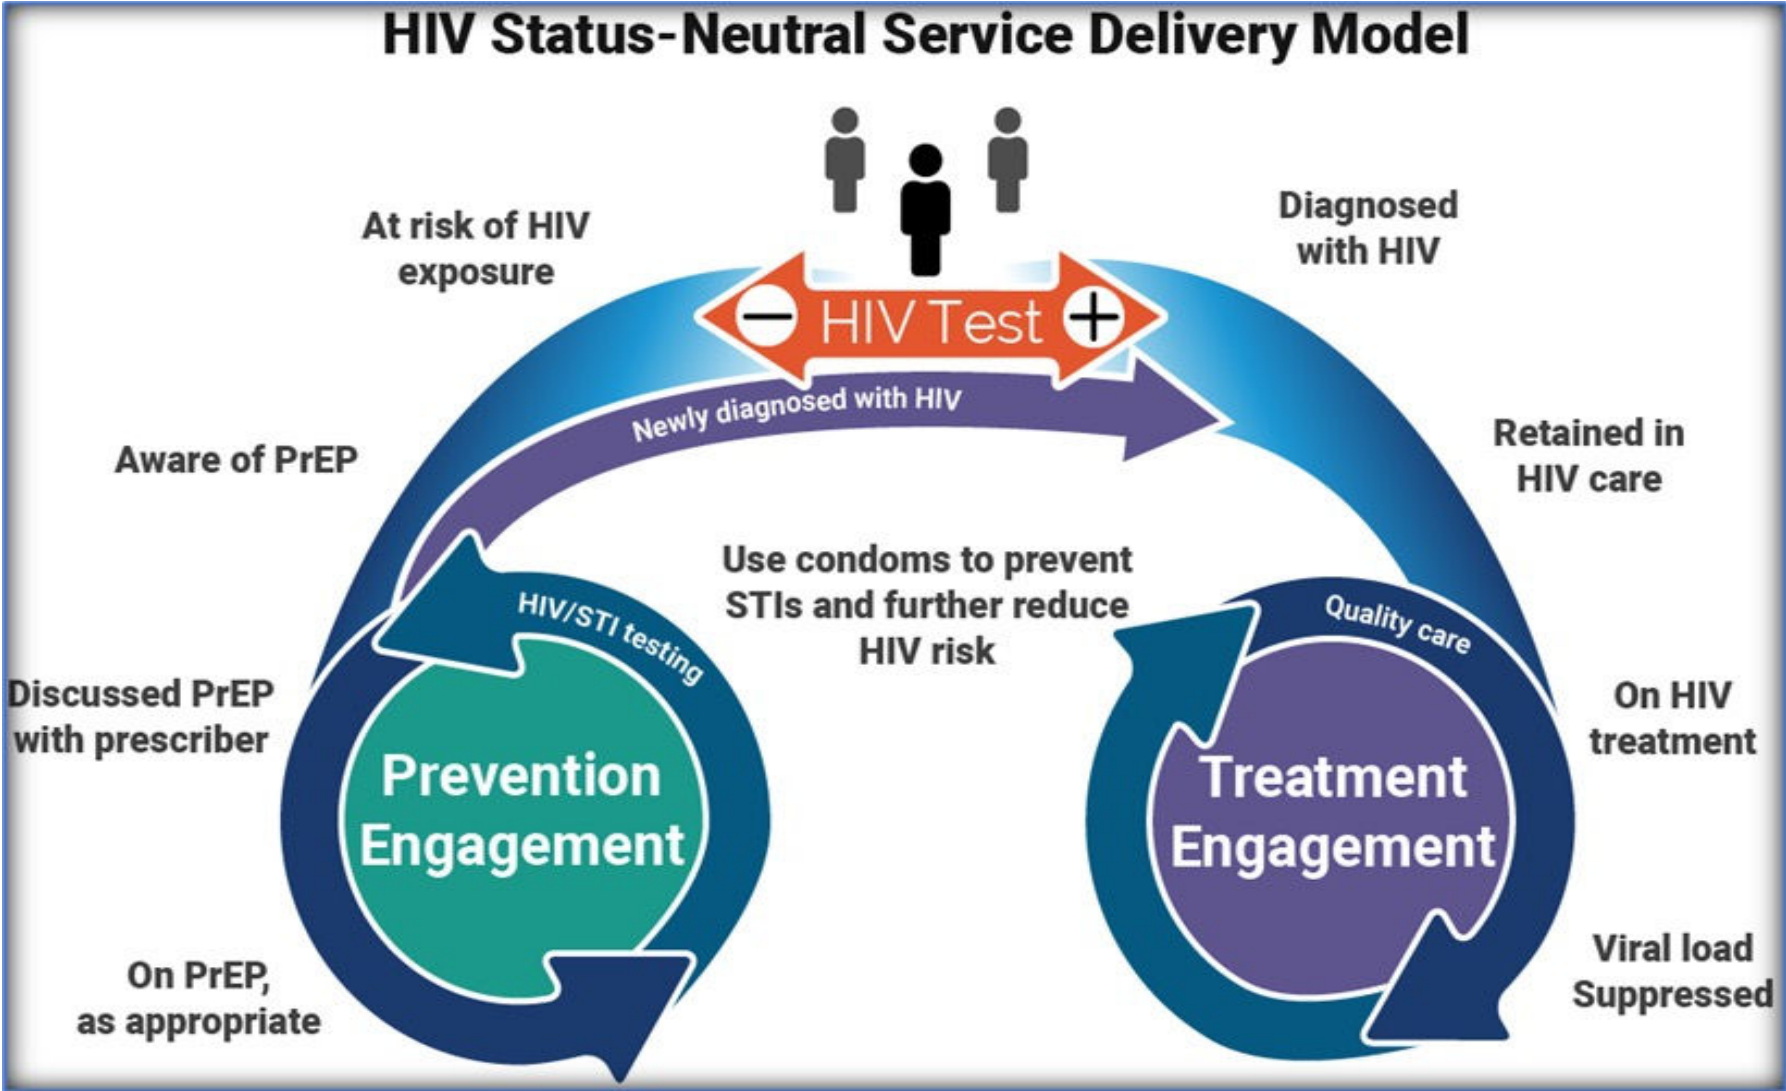 HIV Status-Neutral Service Delivery Model
At risk of HIV
exposure
Diagnosed
with HIV
HIV Test
Newly diagnosed with HIV
Aware of PrEP
Retained in
HIV care
Use condoms to prevent
STIs and further reduce
HIV risk
HIV/STI testing
Quality care
Discussed PrEP
with prescriber
On HIV
treatment
Prevention
Engagement
Treatment
Engagement
On PrEP,
as appropriate
Viral load
Suppressed